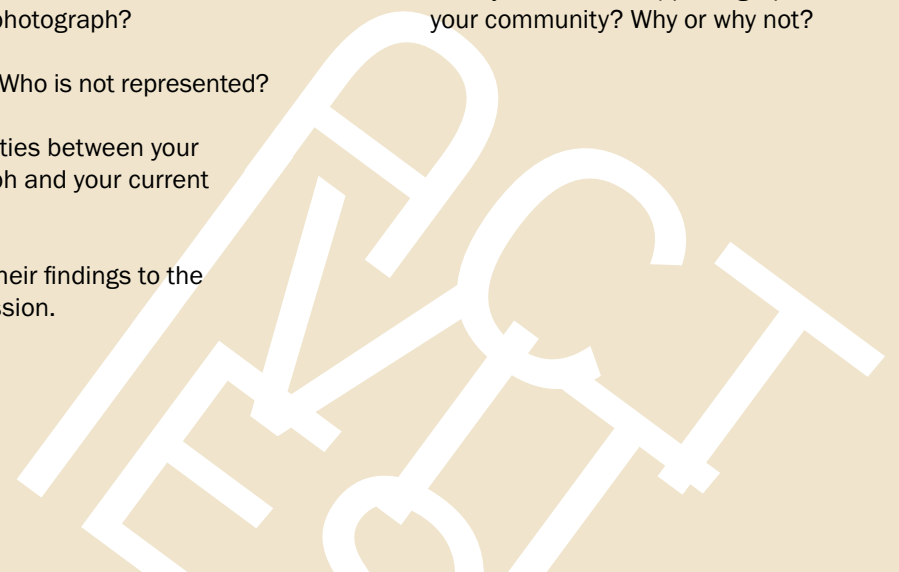 photograph?
Who is not represented?
ties between your
h and your current
heir findings to the
ssion.
your community? Why or why not?
ACT